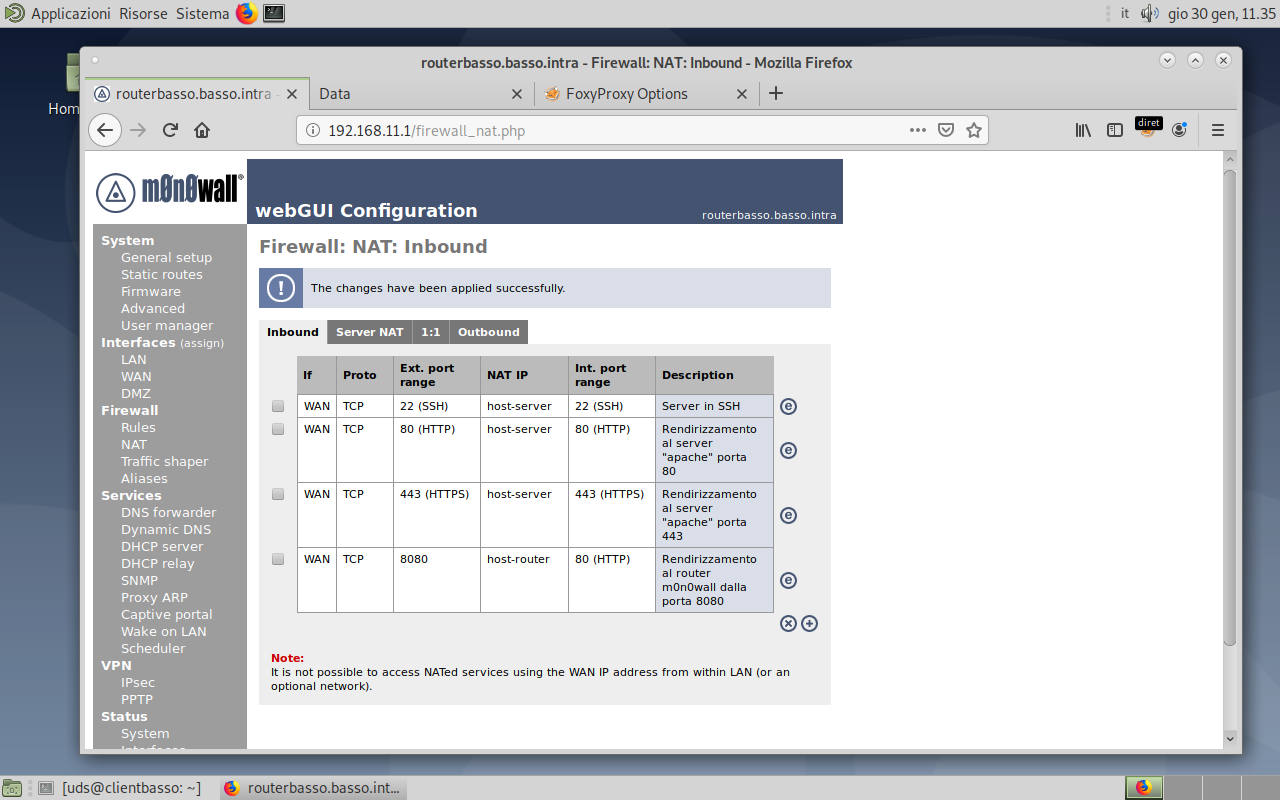 Applicazioni Risorse Sistema
it gio 30 gen, 11.35
routerbasso.basso.intra - Firewall: NAT: Inbound - Mozilla Firefox
Hom
routerbasso.basso.intra - Data FoxyProxy Options
192.168.11.1/firewall_nat.php
diret
m0n0wall®
webGUI Configuration
routerbasso.basso.intra
System
General setup
Static routes
Firmware
Advanced
User manager
Interfaces (assign)
LAN
WAN
DMZ
Firewall
Rules
NAT
Traffic shaper
Aliases
Services
DNS forwarder
Dynamic DNS
DHCP server
DHCP relay
SNMP
Proxy ARP
Captive portal
Wake on LAN
Scheduler
VPN
IPsec
PPTP
Status
System
Interfaces
Firewall: NAT: Inbound
! The changes have been applied successfully.
Inbound Server NAT 1:1 Outbound
If Proto Ext. port range NAT IP Int. port range Description
WAN TCP 22 (SSH) host-server 22 (SSH) Server in SSH e
WAN TCP 80 (HTTP) host-server 80 (HTTP) Rendirizzamento
al server
"apache" porta
80
e
WAN TCP 443 (HTTPS) host-server 443 (HTTPS) Rendirizzamento
al server
"apache" porta
443
e
WAN TCP 8080 host-router 80 (HTTP) Rendirizzamento
al router
m0n0wall dalla
porta 8080
e
Note:
It is not possible to access NATed services using the WAN IP address from within LAN (or an
optional network).
[uds@clientbasso: ~] routerbasso.basso.int...